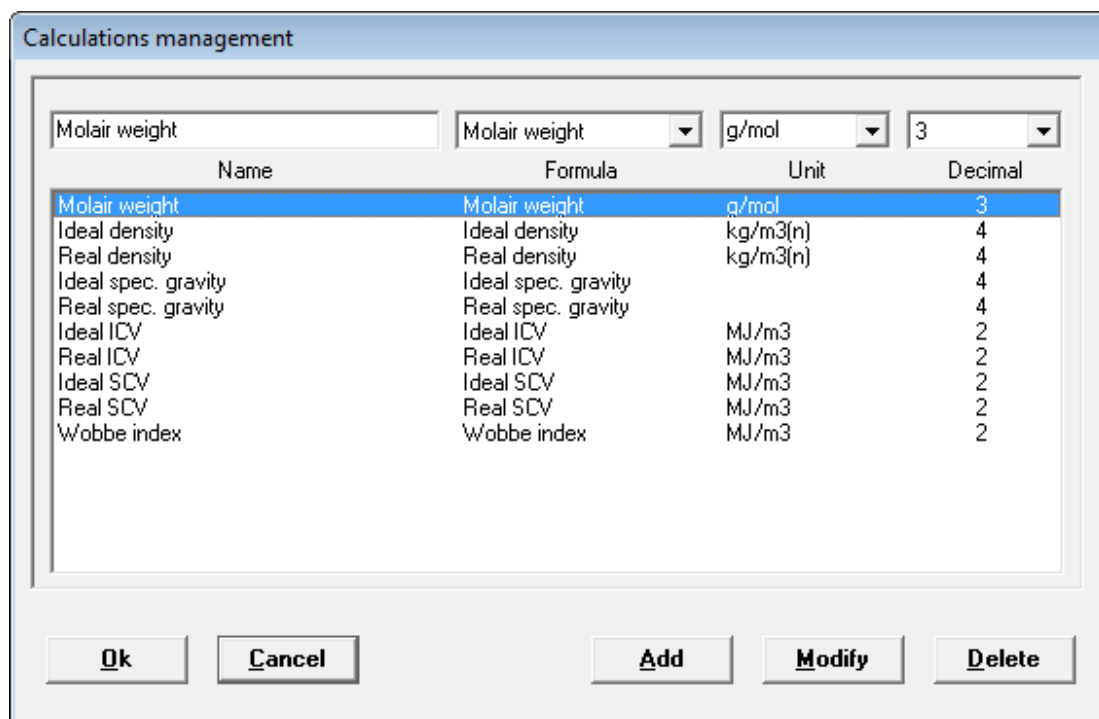 Calculations management
Molair weight Molair weight g/mol 3
Name Formula Unit Decimal
Molair weight Molair weight g/mol 3
Ideal density Ideal density kg/m3(n) 4
Real density Real density kg/m3(n) 4
Ideal spec. gravity Ideal spec. gravity 4
Real spec. gravity Real spec. gravity 4
Ideal ICV Ideal ICV MJ/m3 2
Real ICV Real ICV MJ/m3 2
Ideal SCV Ideal SCV MJ/m3 2
Real SCV Real SCV MJ/m3 2
Wobbe index Wobbe index MJ/m3 2
Ok Cancel Add Modify Delete